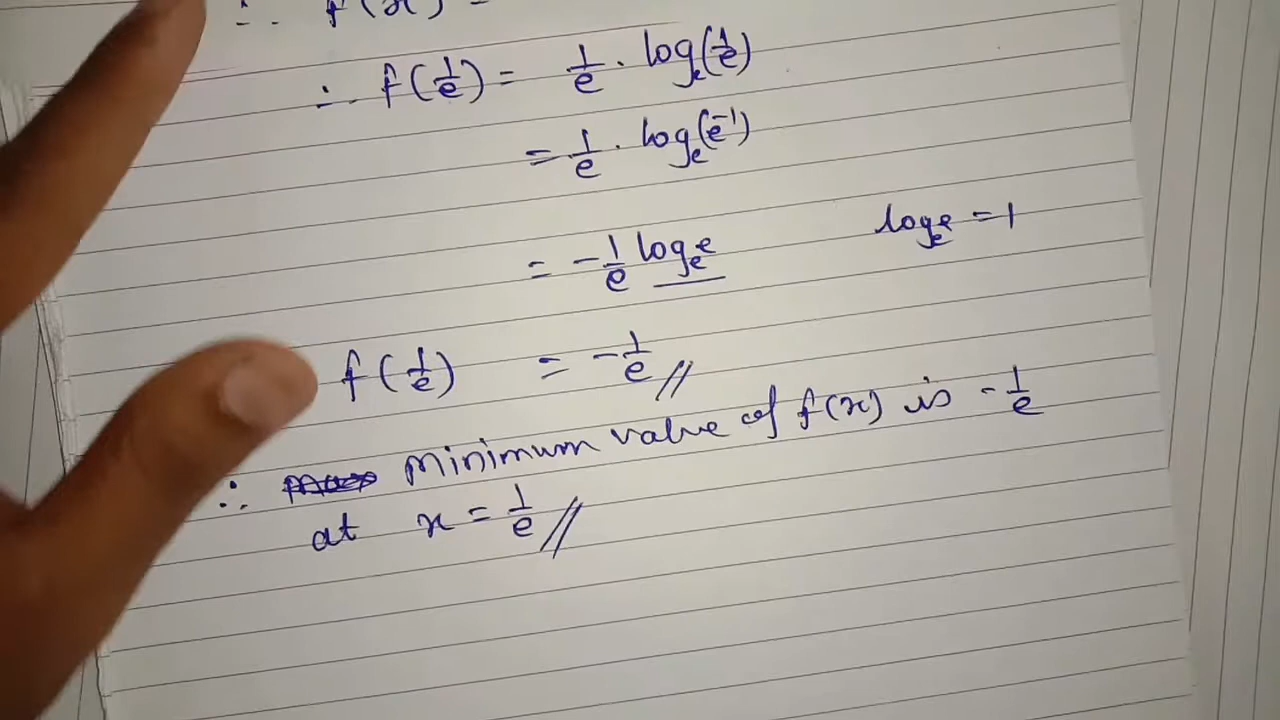 ∴ f(x) =
∴ f(1/e) = 1/e · logₑ(1/e)
= 1/e · logₑ(e⁻¹)
= -1/e logₑe
logₑe = 1
f(1/e) = -1/e //
∴ Minimum value of f(x) is -1/e
at x = 1/e //